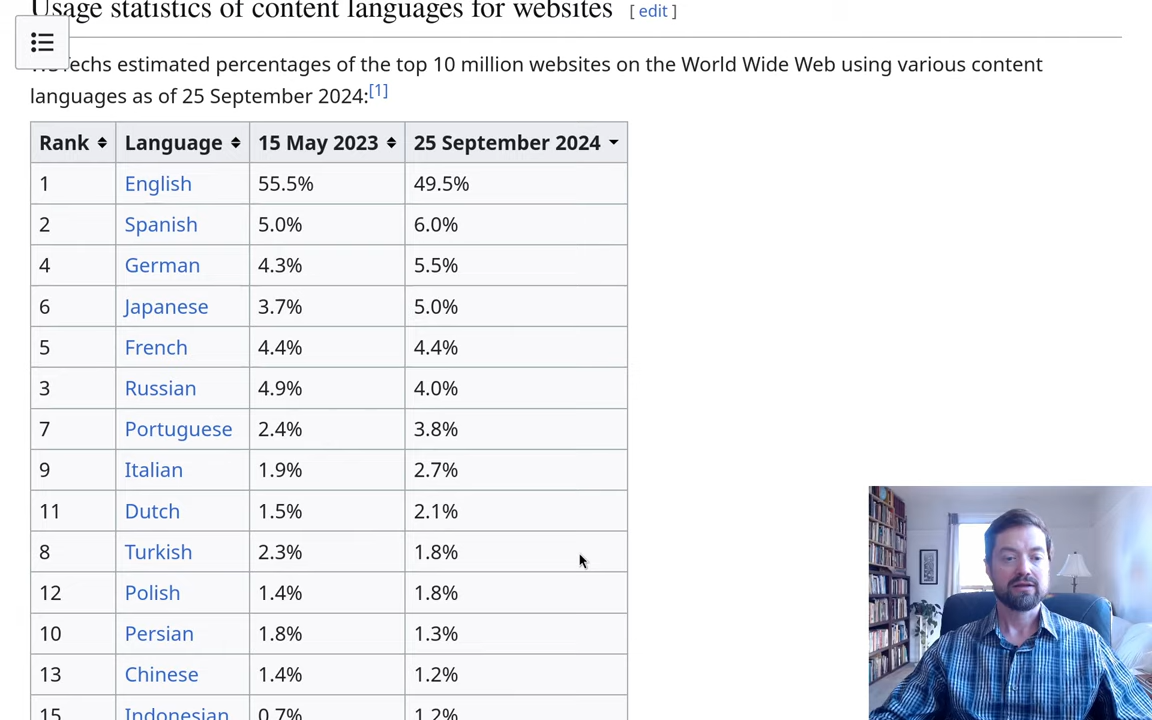 Usage statistics of content languages for websites [ edit ]
echs estimated percentages of the top 10 million websites on the World Wide Web using various content
languages as of 25 September 2024:[1]
Rank Language 15 May 2023 25 September 2024
1 English 55.5% 49.5%
2 Spanish 5.0% 6.0%
4 German 4.3% 5.5%
6 Japanese 3.7% 5.0%
5 French 4.4% 4.4%
3 Russian 4.9% 4.0%
7 Portuguese 2.4% 3.8%
9 Italian 1.9% 2.7%
11 Dutch 1.5% 2.1%
8 Turkish 2.3% 1.8%
12 Polish 1.4% 1.8%
10 Persian 1.8% 1.3%
13 Chinese 1.4% 1.2%
15 Indonesian 0.7% 1.2%